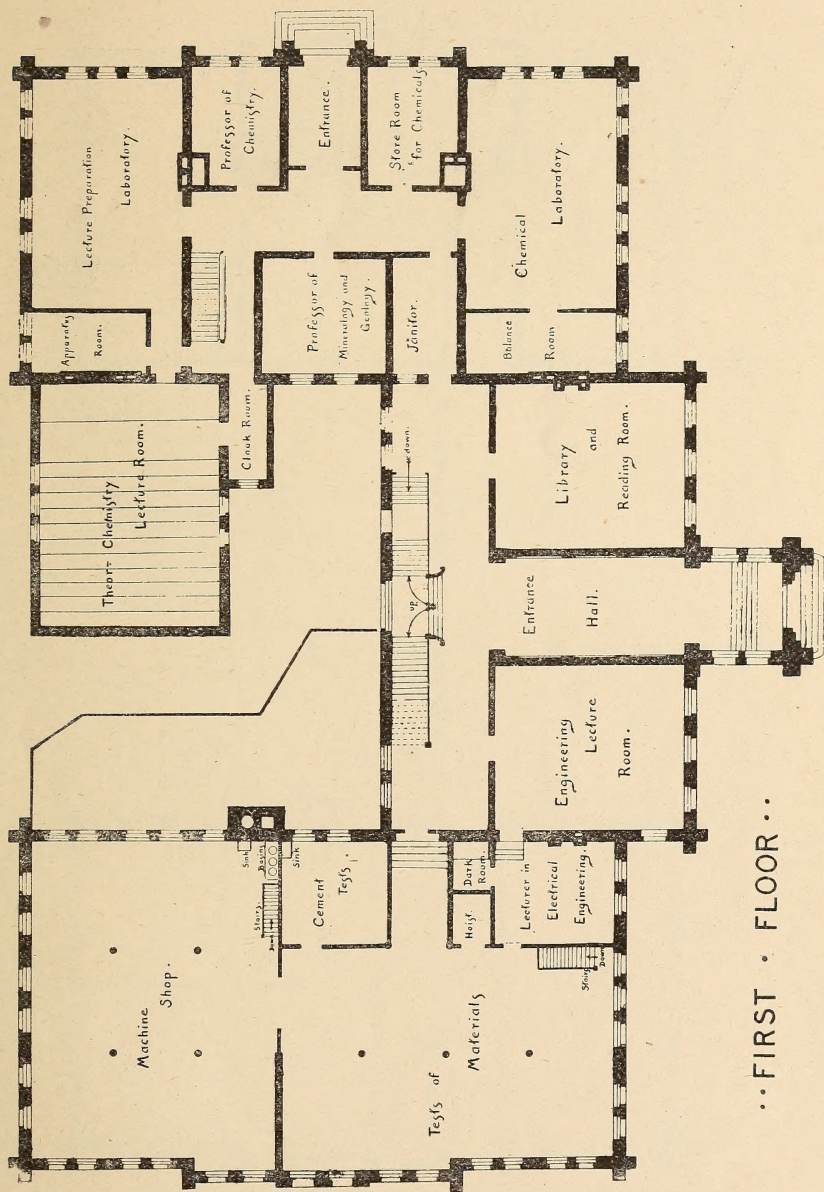 Lecture Preparation
Laboratory.
Professor of
Chemistry.
Entrance.
Store Room
for Chemicals
Chemical
Laboratory.
Apparatus
Room.
Professor of
Mineralogy and
Geology.
Janitor.
Balance
Room
Theor- Chemistry
Lecture Room.
Cloak Room.
down.
up.
Library
and
Reading Room.
Entrance
Hall.
Engineering
Lecture
Room.
Machine
Shop.
Sink
Basins
Sink
Stairs.
Down
Cement
Tests.
Dark
Room.
Hoist.
Lecturer in
Electrical
Engineering.
Stairs
Down
Tests of
Materials
..FIRST . FLOOR..